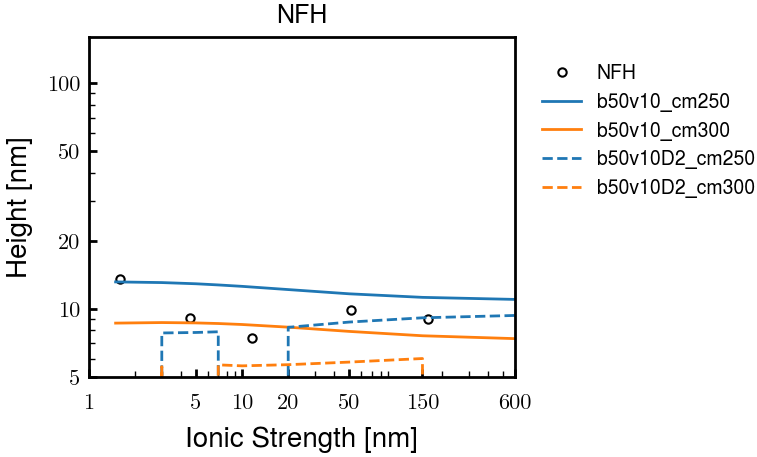 NFH
Height [nm]
100
50
20
10
5
1
5
10
20
50
150
600
Ionic Strength [nm]
NFH
b50v10_cm250
b50v10_cm300
b50v10D2_cm250
b50v10D2_cm300